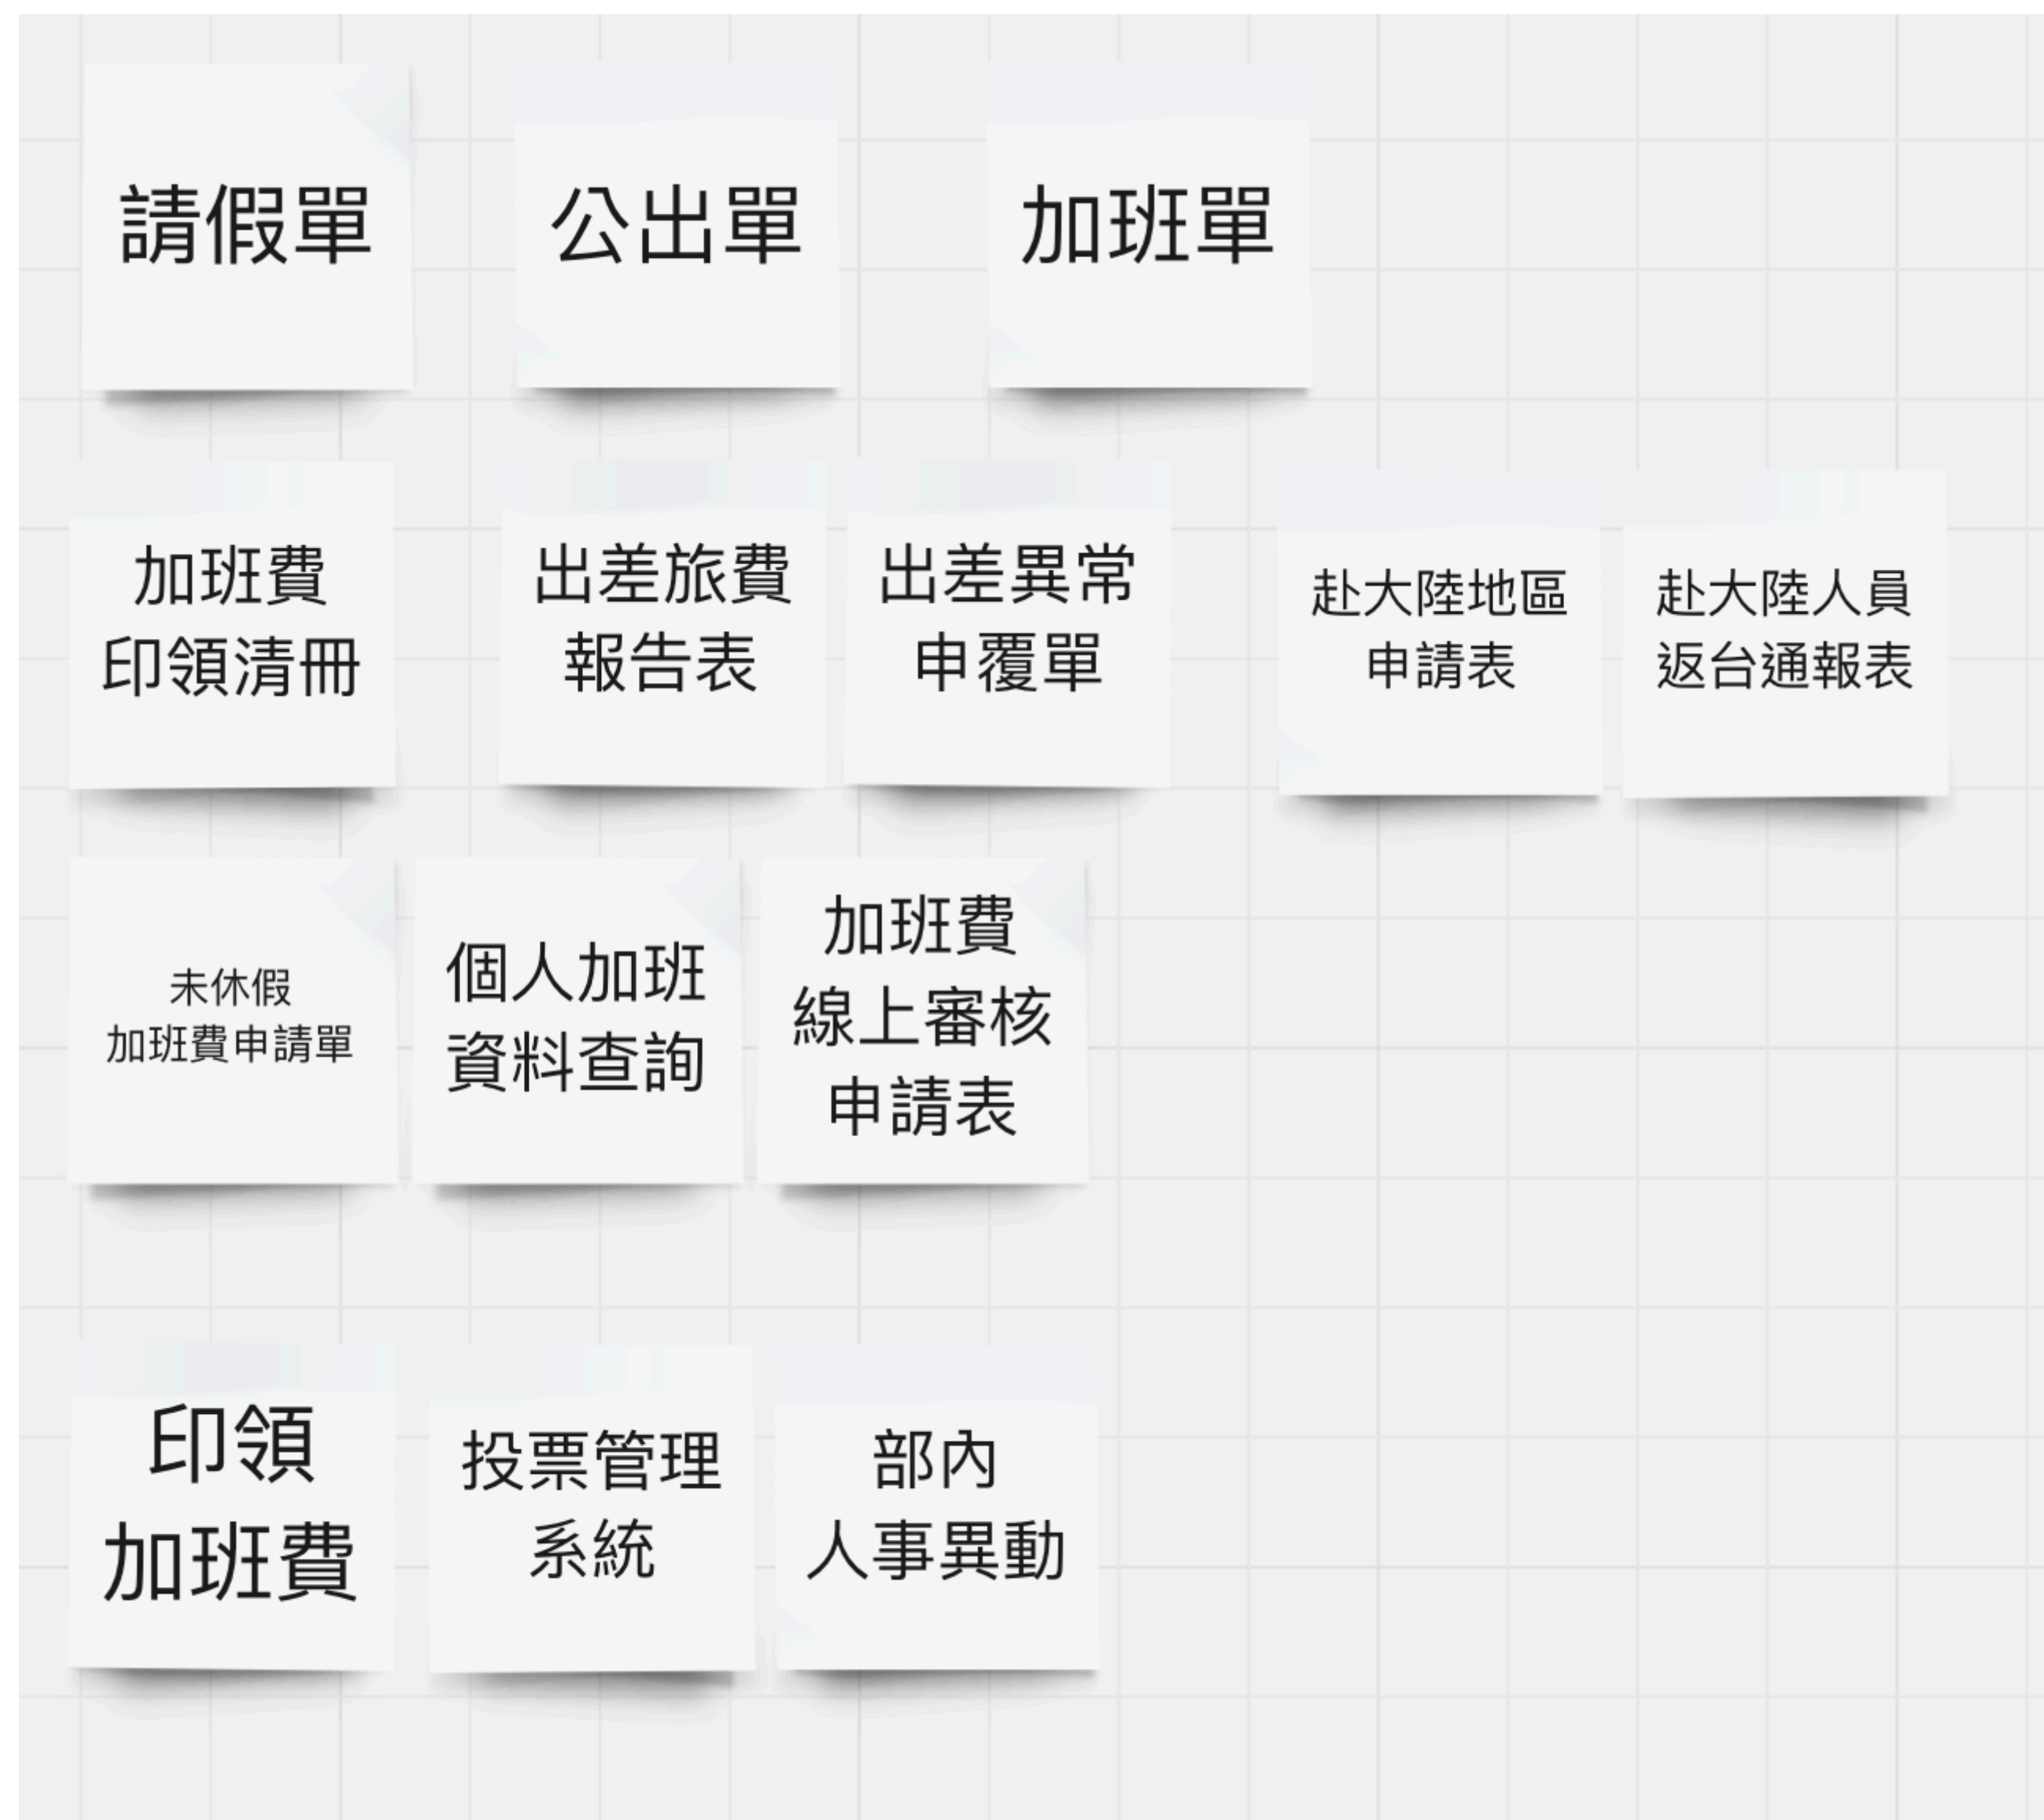 請假單
公出單
加班單
加班費
印領清冊
出差旅費
報告表
出差異常
申覆單
赴大陸地區
申請表
赴大陸人員
返台通報表
未休假
加班費申請單
個人加班
資料查詢
加班費
線上審核
申請表
印領
加班費
投票管理
系統
部內
人事異動